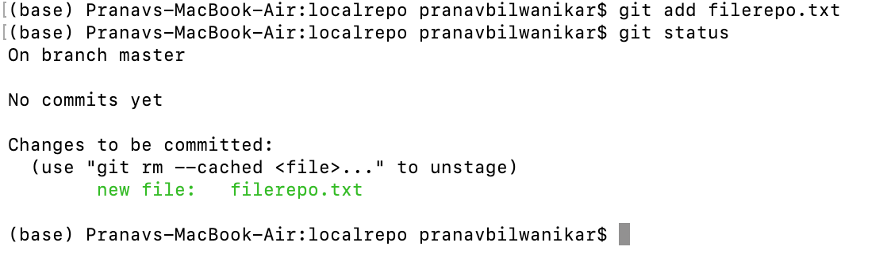 [(base) Pranavs-MacBook-Air:localrepo pranavbilwanikar$ git add filerepo.txt
[(base) Pranavs-MacBook-Air:localrepo pranavbilwanikar$ git status
On branch master
No commits yet
Changes to be committed:
(use "git rm --cached <file>..." to unstage)
new file: filerepo.txt
(base) Pranavs-MacBook-Air:localrepo pranavbilwanikar$